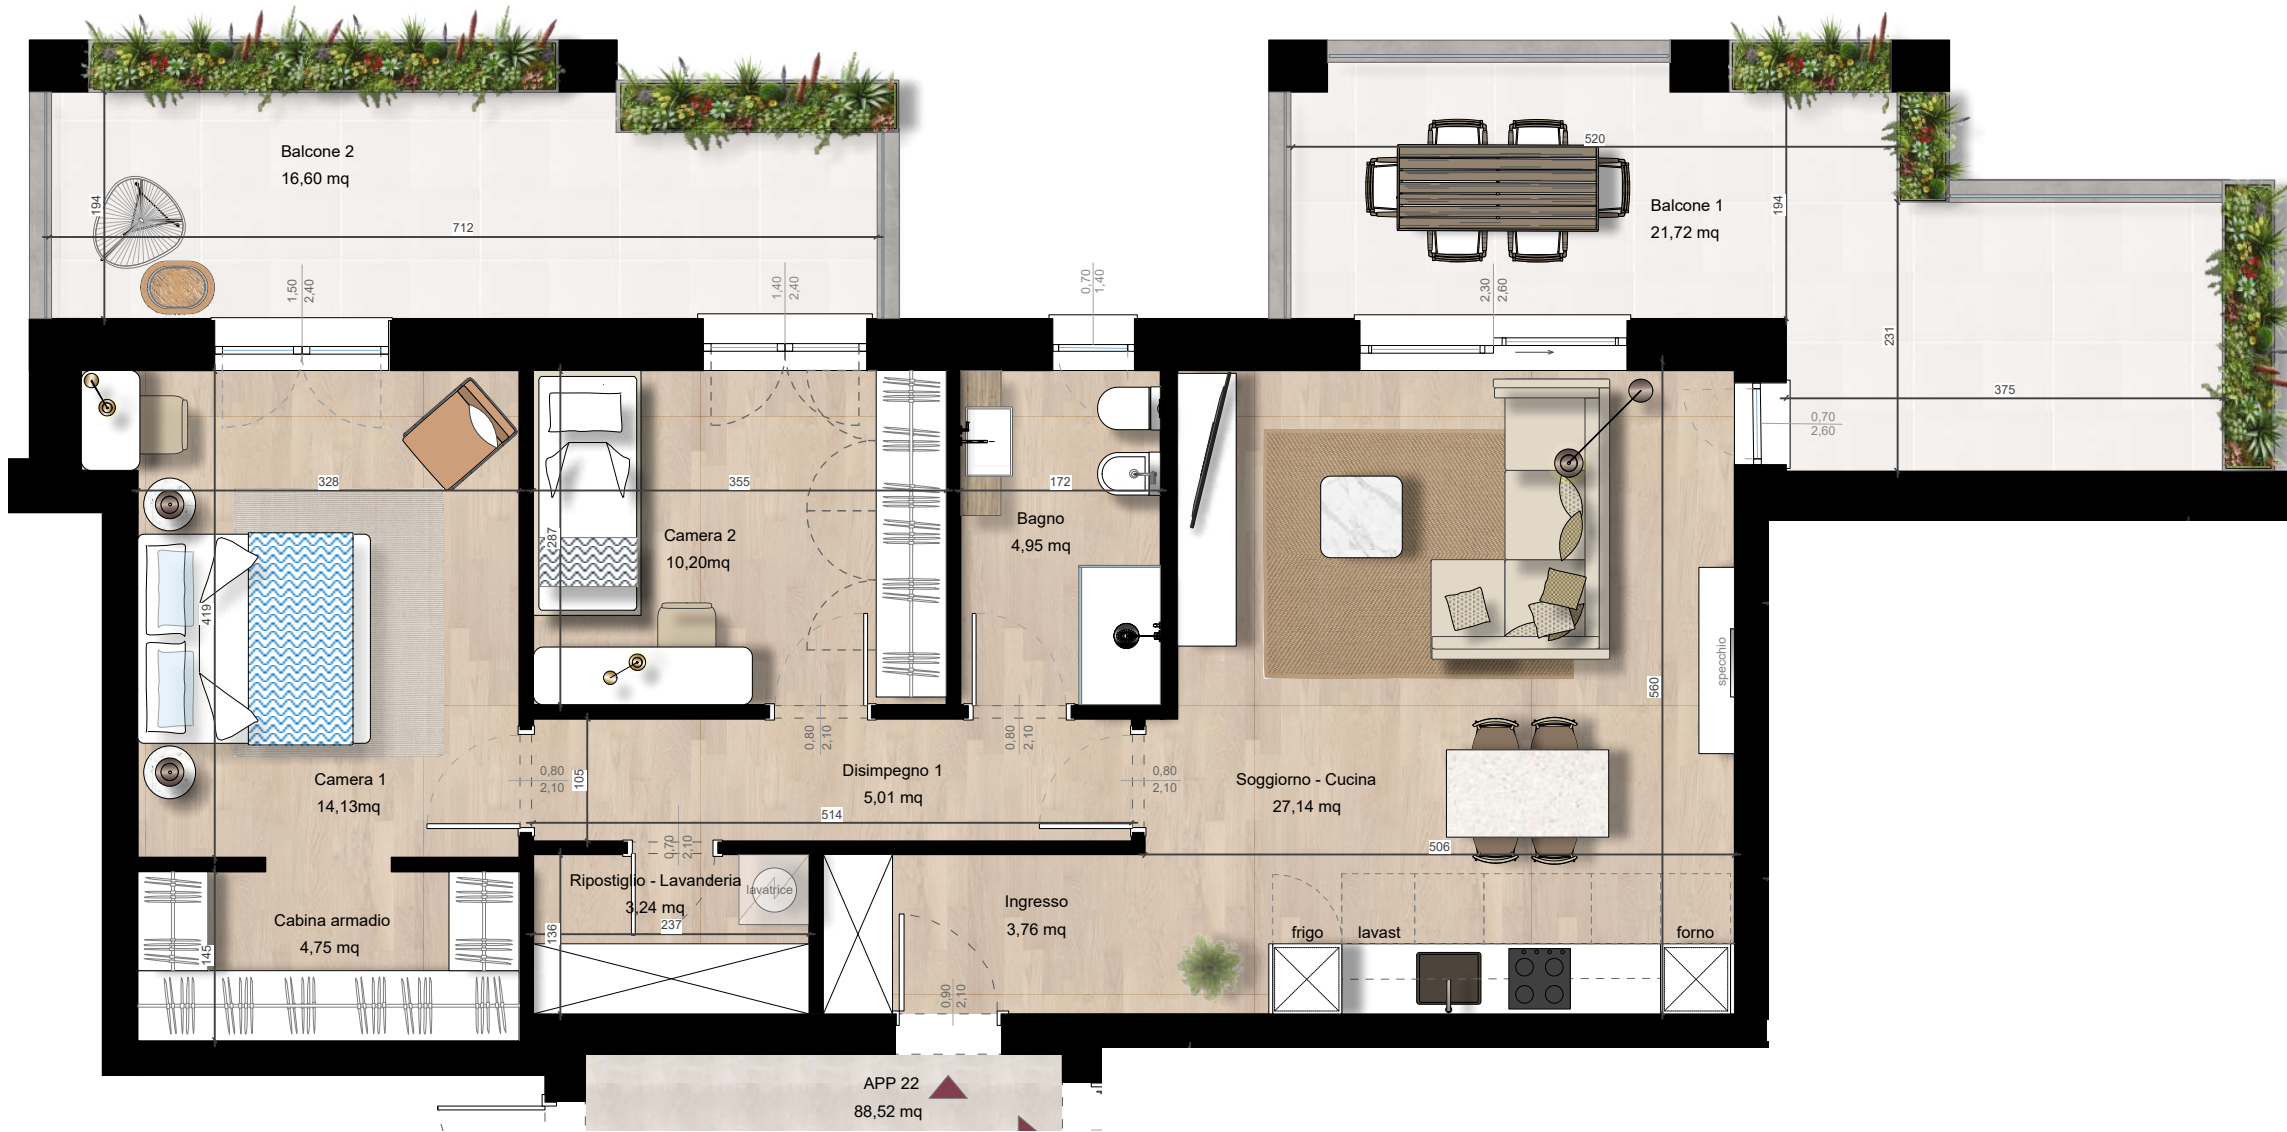 Balcone 2
16,60 mq
194
712
1,50
2,40
1,40
2,40
0,70
1,40
520
Balcone 1
21,72 mq
194
2,30
2,60
231
375
0,70
2,60
328
355
172
287
Camera 2
10,20mq
Bagno
4,95 mq
419
specchio
560
0,80
2,10
0,80
2,10
Camera 1
14,13mq
0,80
2,10
105
Disimpegno 1
5,01 mq
0,80
2,10
Soggiorno - Cucina
27,14 mq
514
506
0,70
2,10
Ripostiglio - Lavanderia
3,24 mq
lavatrice
237
136
Cabina armadio
4,75 mq
145
Ingresso
3,76 mq
0,90
2,10
frigo
lavast
forno
APP 22
88,52 mq